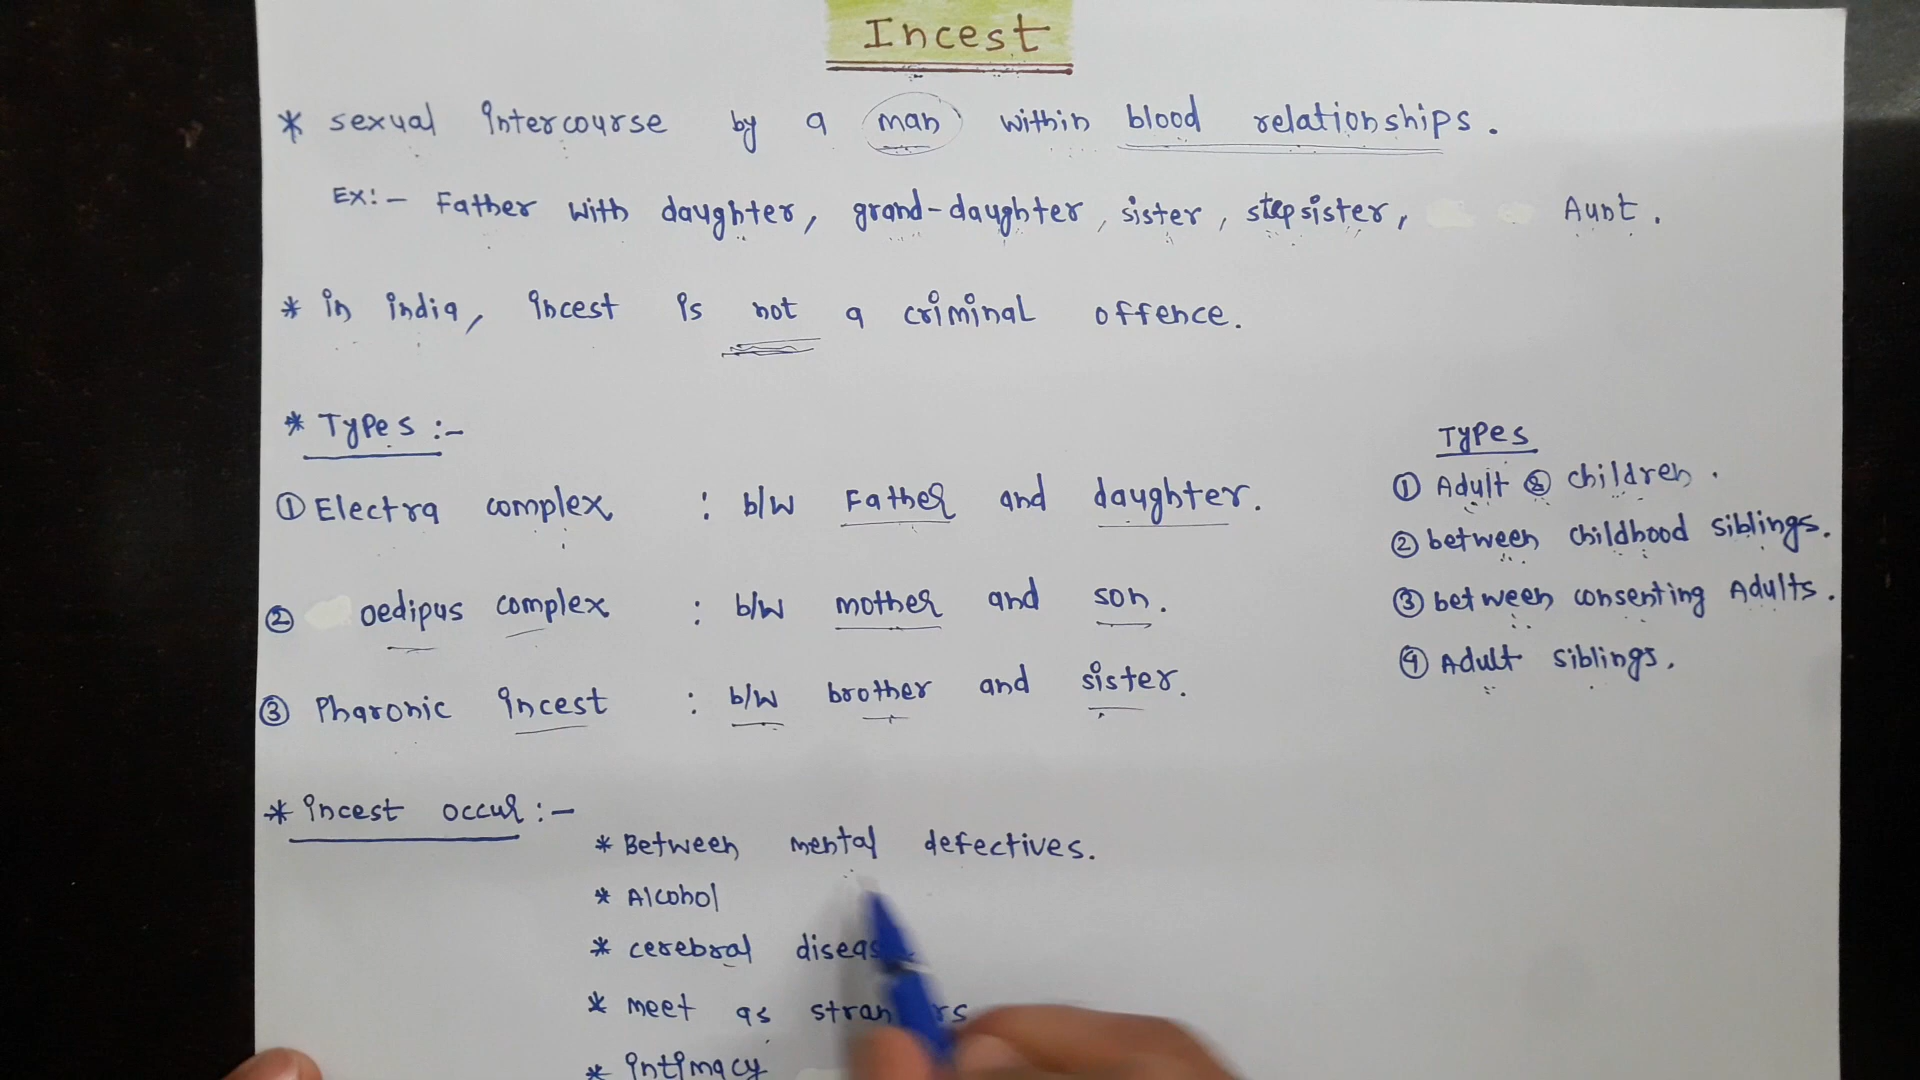 Incest
* sexual intercourse by a man within blood relationships.
Ex:- Father with daughter, grand-daughter, sister, stepsister, Aunt.
* in india, incest is not a criminal offence.
* Types :-
① Electra complex : b/w Father and daughter.
② oedipus complex : b/w mother and son.
③ Pharonic incest : b/w brother and sister.
Types
① Adult & children.
② between childhood siblings.
③ between consenting Adults.
④ Adult siblings.
* incest occur :-
* Between mental defectives.
* Alcohol
* cerebral
* meet as
* intimacy